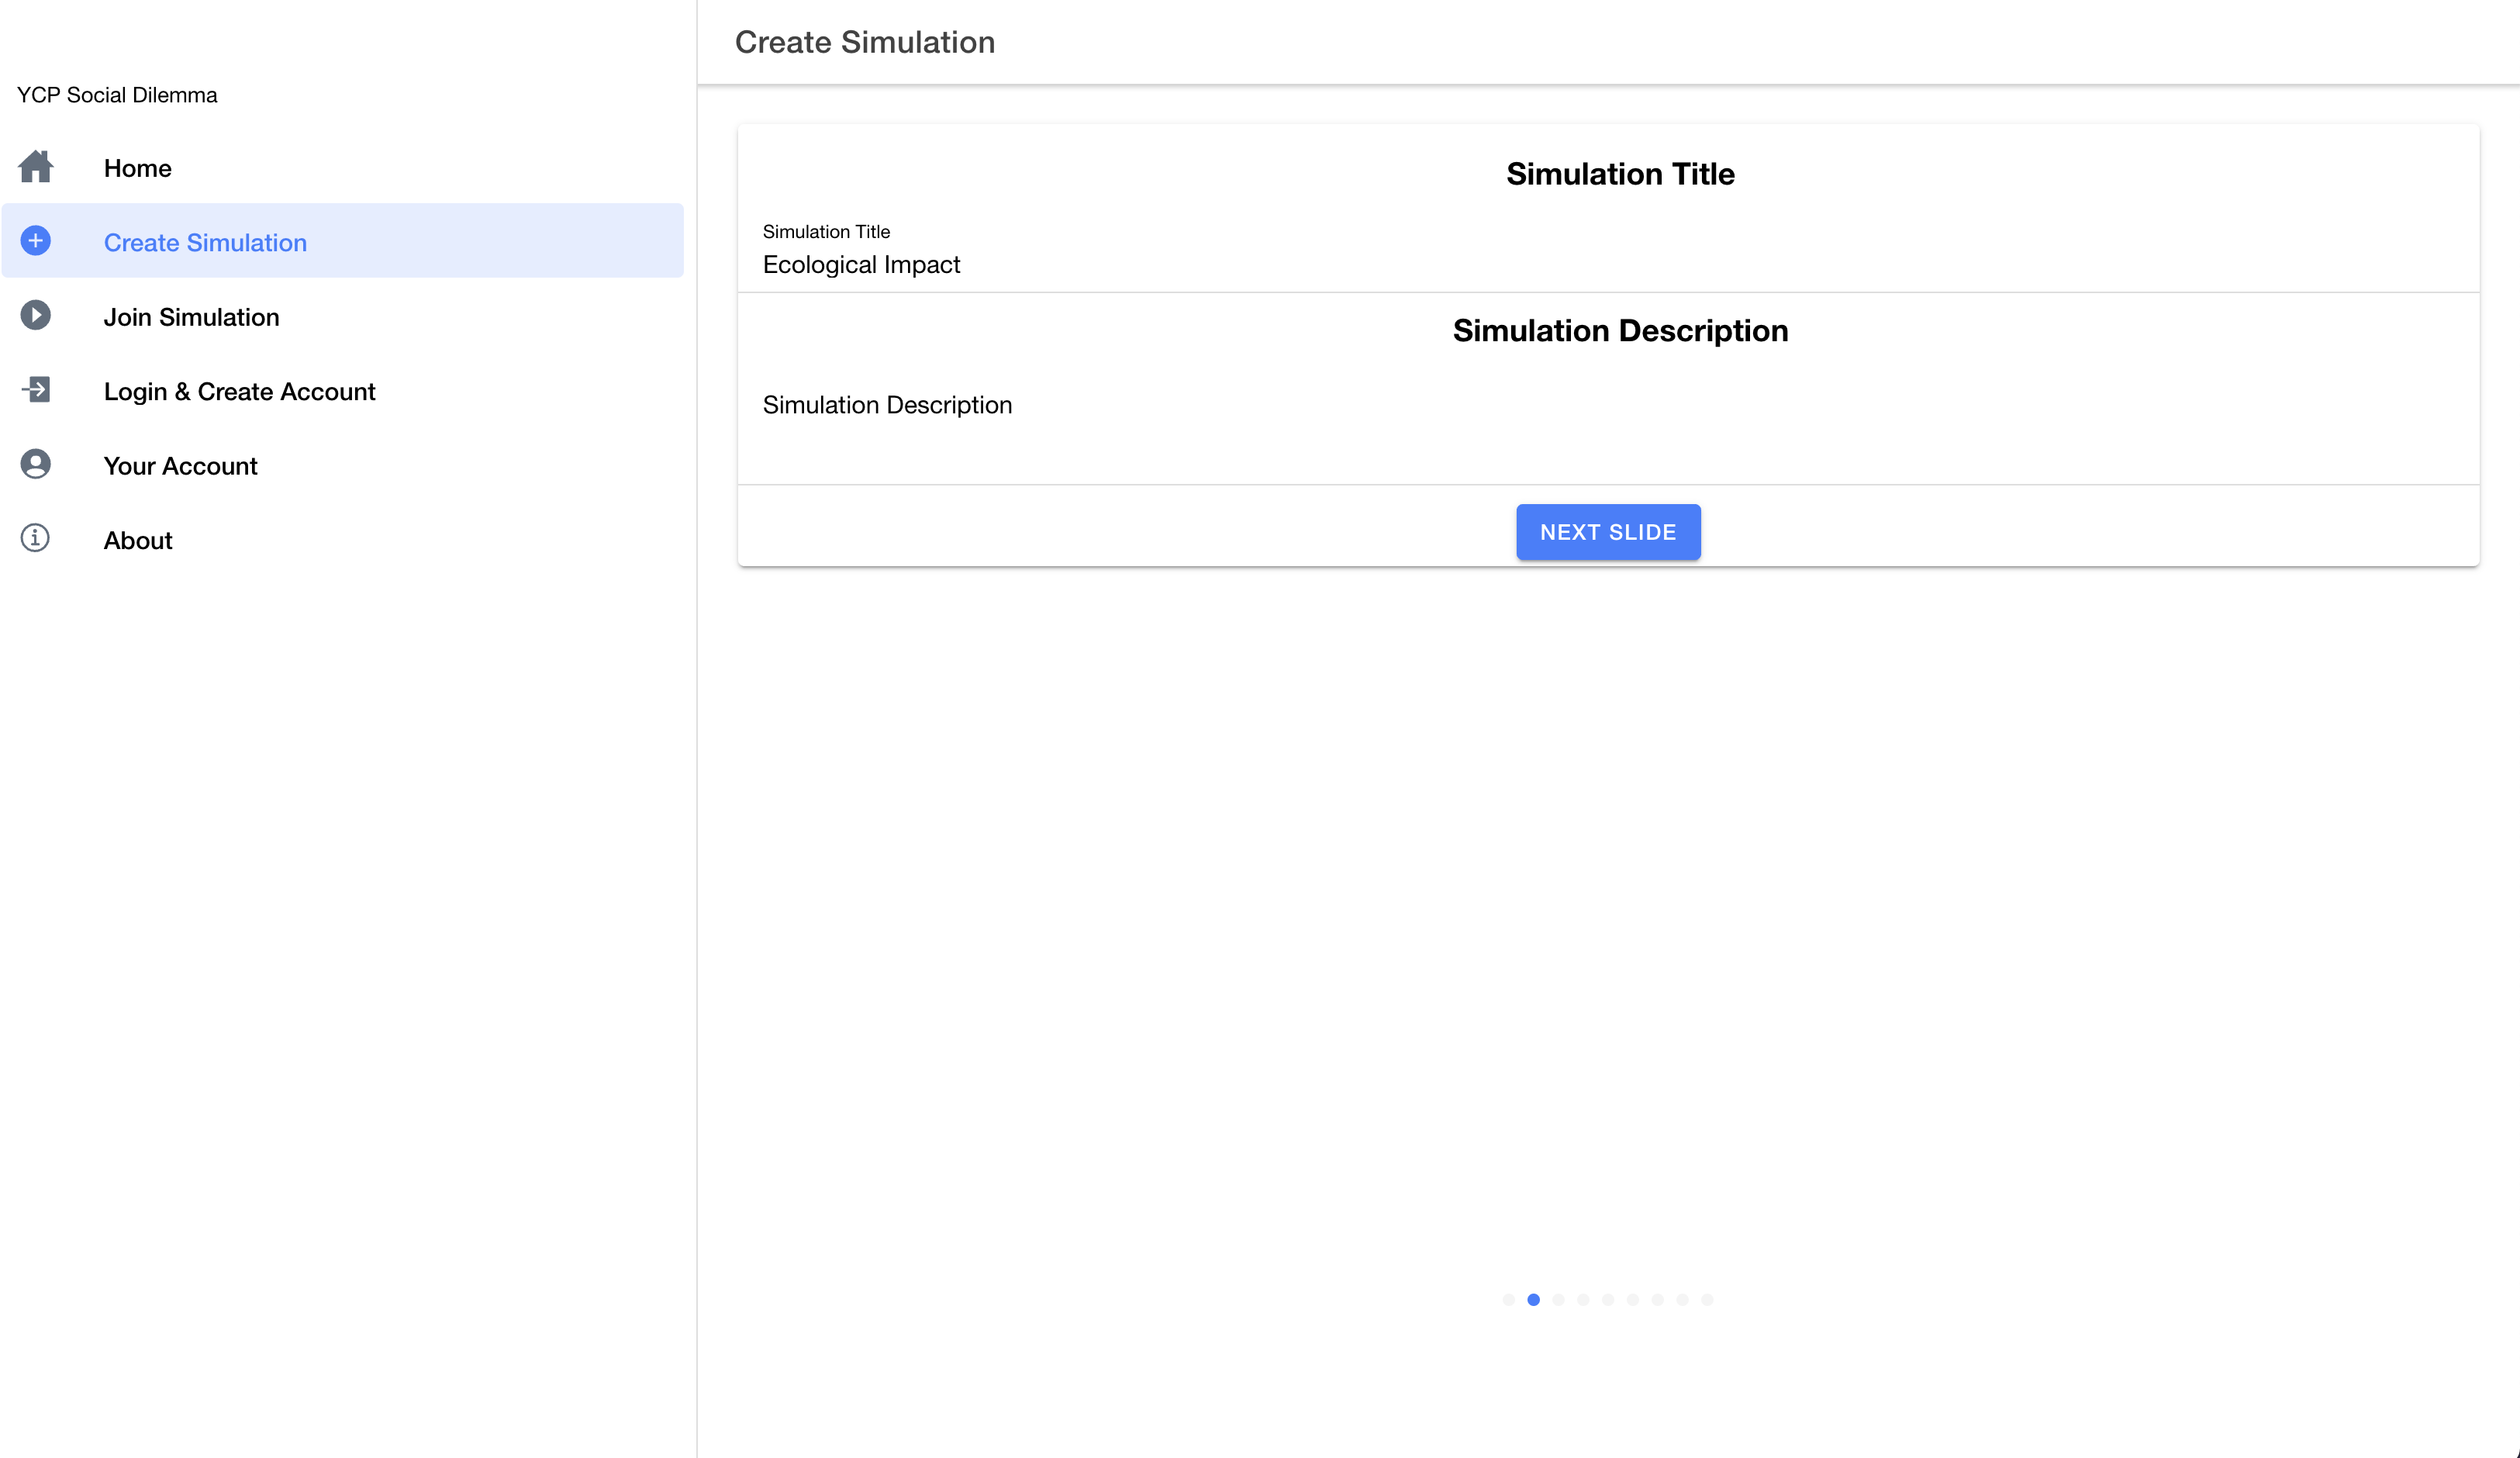 YCP Social Dilemma
Home
Create Simulation
Join Simulation
Login & Create Account
Your Account
About
Create Simulation
Simulation Title
Simulation Title
Ecological Impact
Simulation Description
Simulation Description
NEXT SLIDE